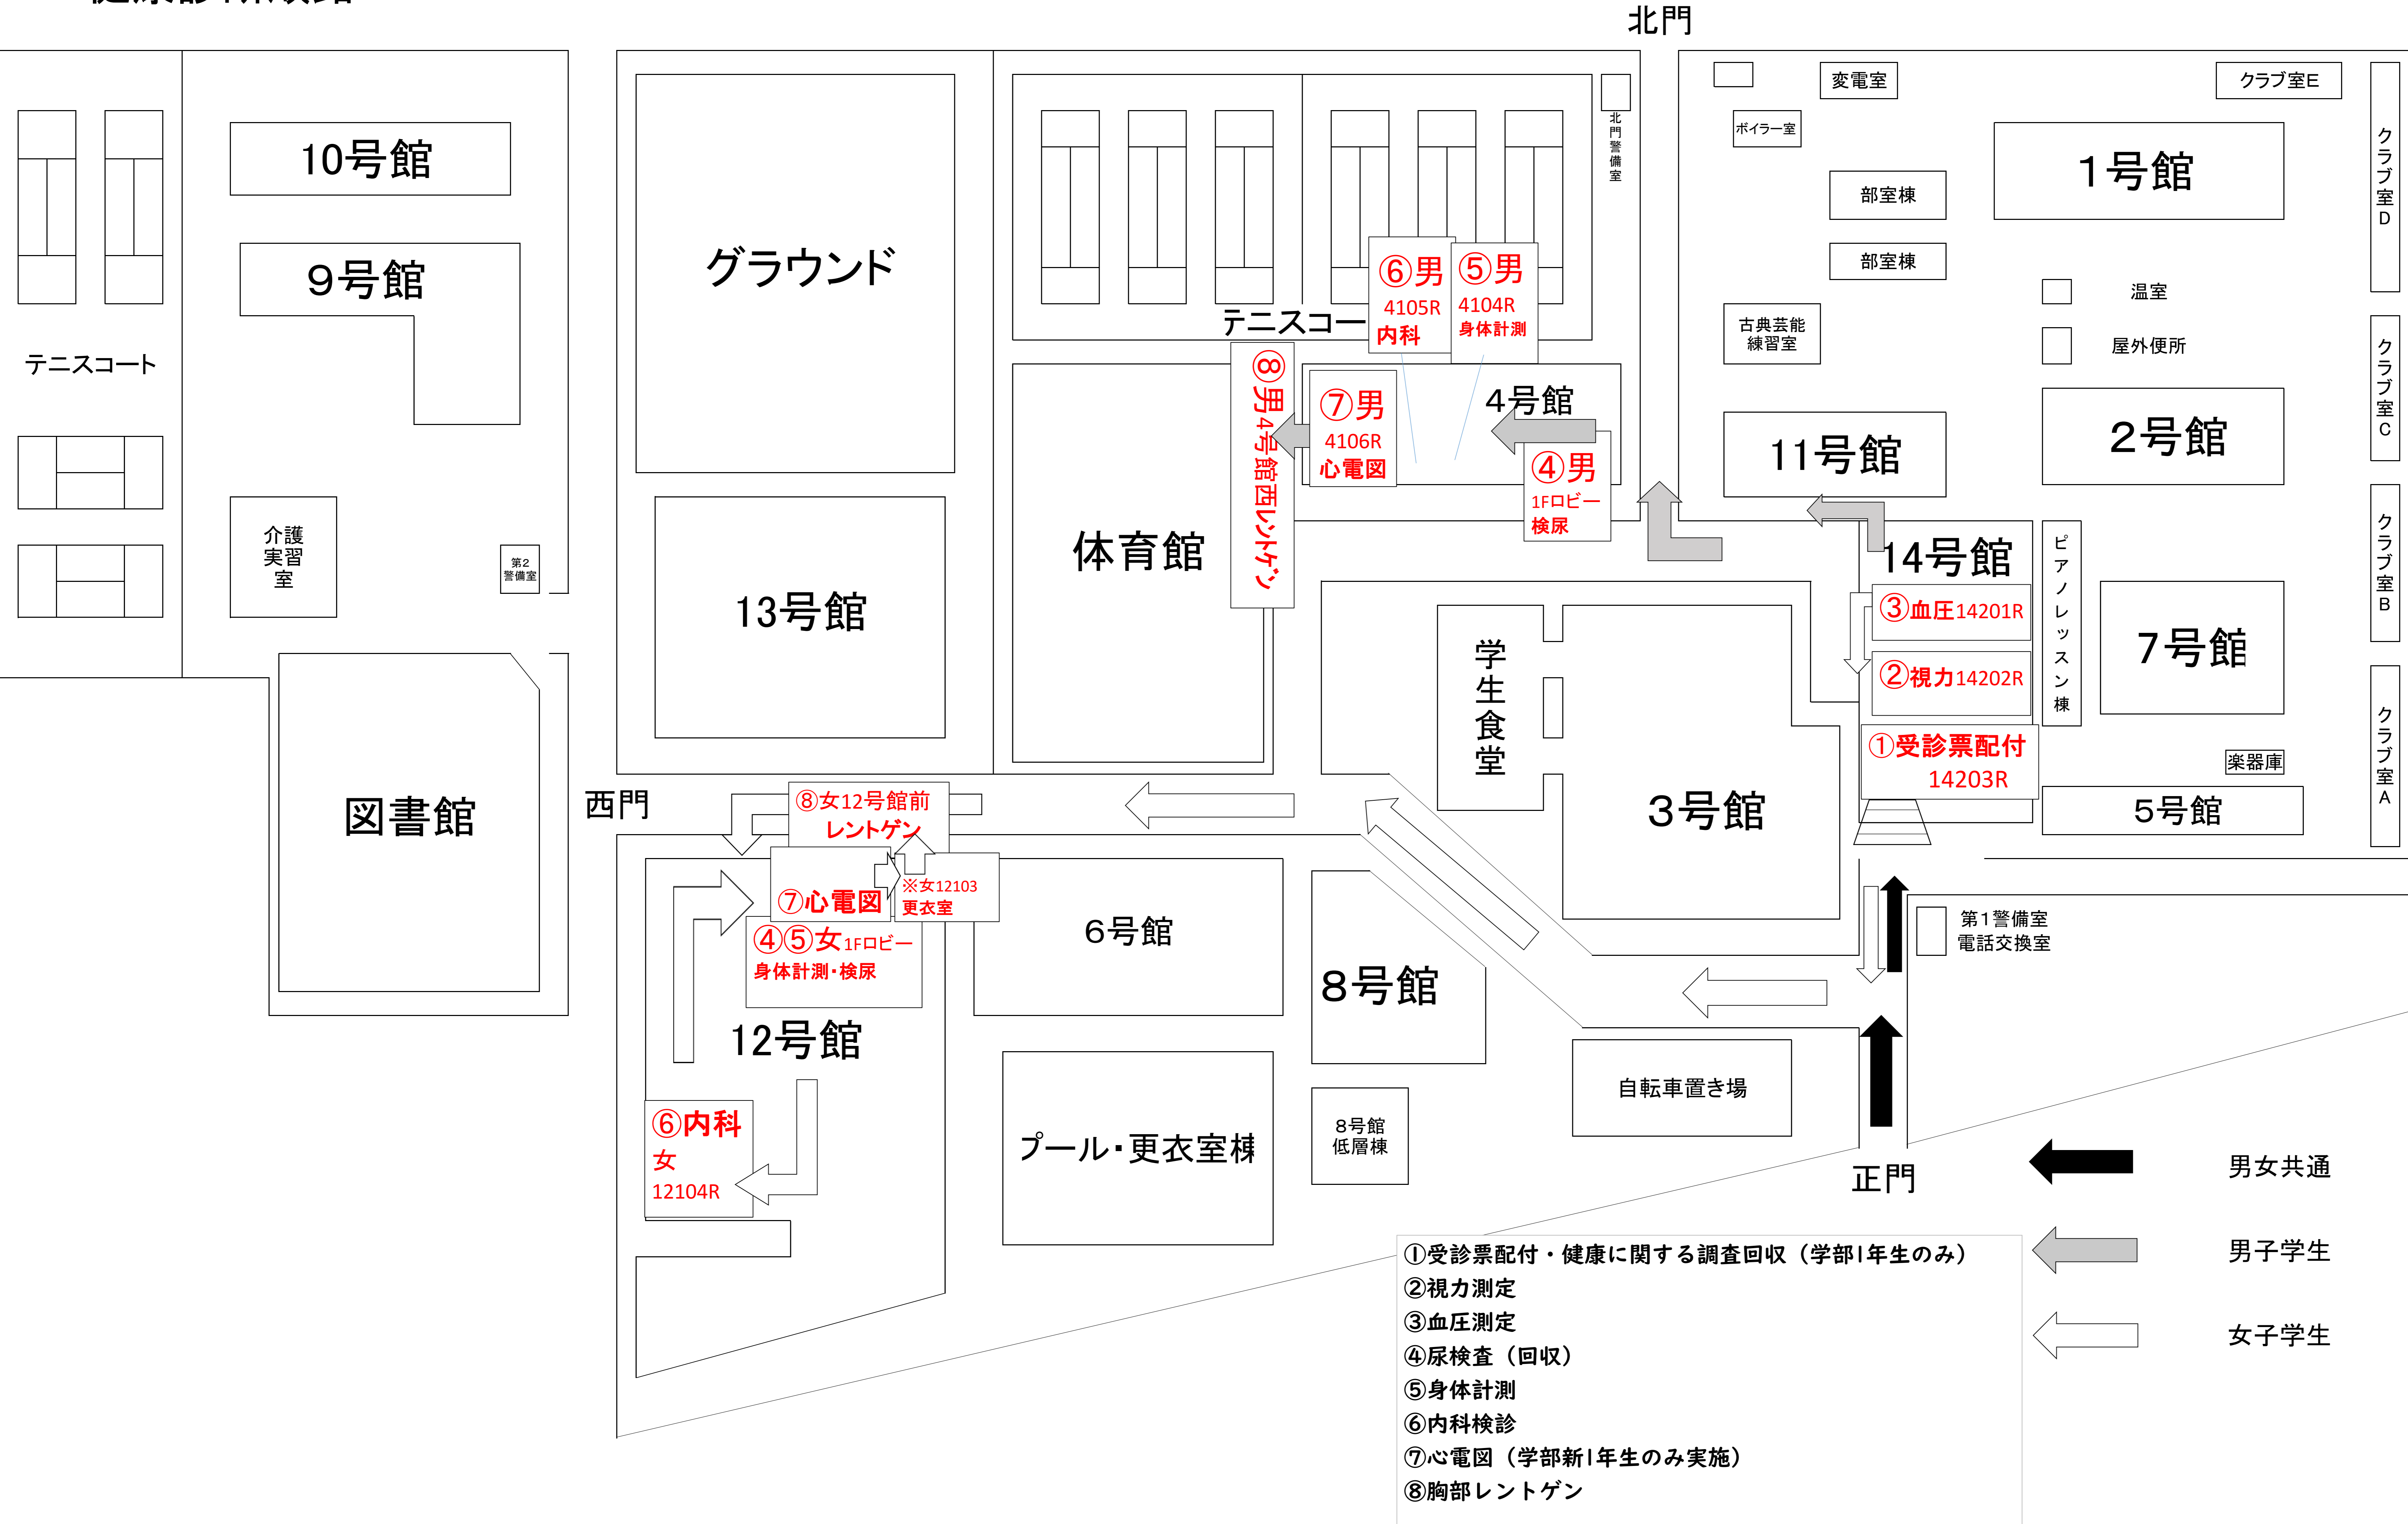 北門
変電室
クラブ室E
ボイラー室
北門警備室
クラブ室D
10号館
1号館
部室棟
グラウンド
部室棟
9号館
⑥男
4105R
内科
⑤男
4104R
身体計測
温室
テニスコー
古典芸能
練習室
屋外便所
テニスコート
クラブ室C
⑧男4号館西レントゲン
⑦男
4106R
心電図
4号館
④男
1Fロビー
検尿
11号館
2号館
介護
実習
室
第2
警備室
体育館
14号館
ピアノレッスン棟
クラブ室B
13号館
③血圧14201R
②視力14202R
7号館
学生食堂
①受診票配付
14203R
楽器庫
クラブ室A
図書館
西門
⑧女12号館前
レントゲン
3号館
5号館
⑦心電図
※女12103
更衣室
6号館
④⑤女1Fロビー
身体計測・検尿
8号館
第1警備室
電話交換室
12号館
自転車置き場
⑥内科
女
12104R
プール・更衣室棟
8号館
低層棟
正門
男女共通
男子学生
女子学生
①受診票配付・健康に関する調査回収（学部1年生のみ）
②視力測定
③血圧測定
④尿検査（回収）
⑤身体計測
⑥内科検診
⑦心電図（学部新1年生のみ実施）
⑧胸部レントゲン